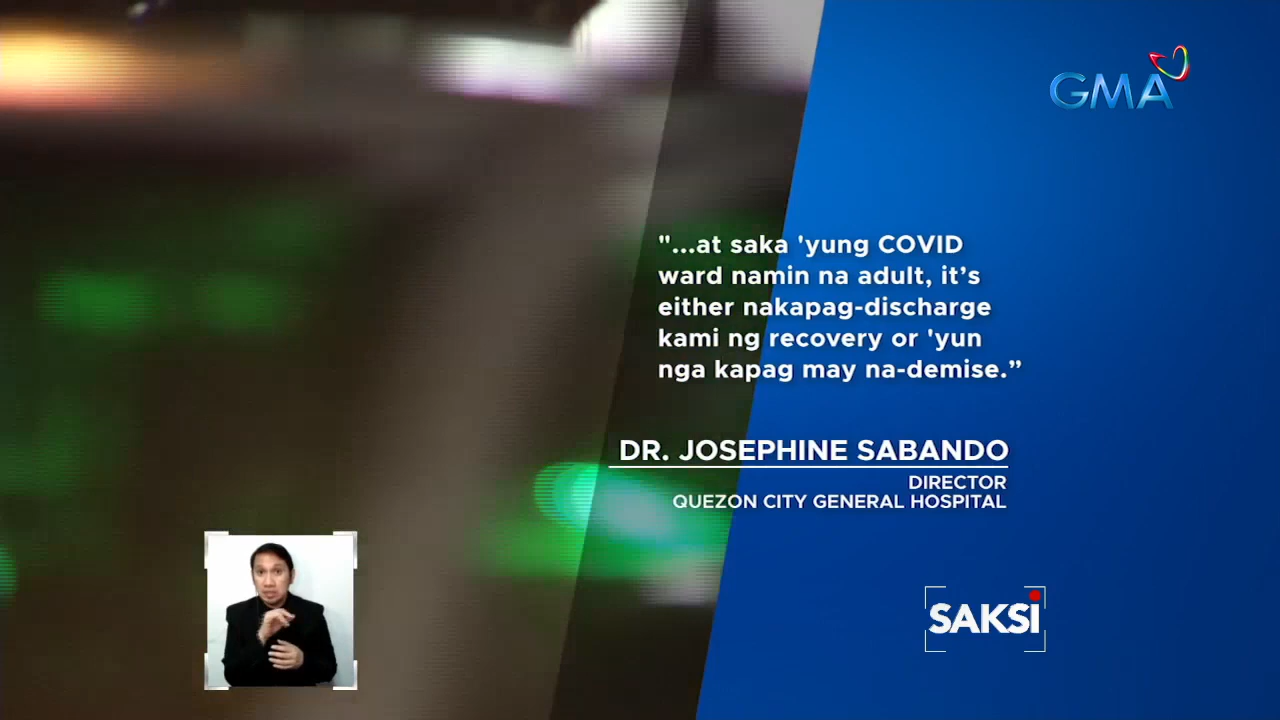 GMA
"...at saka 'yung COVID
ward namin na adult, it’s
either nakapag-discharge
kami ng recovery or 'yun
nga kapag may na-demise.”
DR. JOSEPHINE SABANDO
DIRECTOR
QUEZON CITY GENERAL HOSPITAL
SAKSi